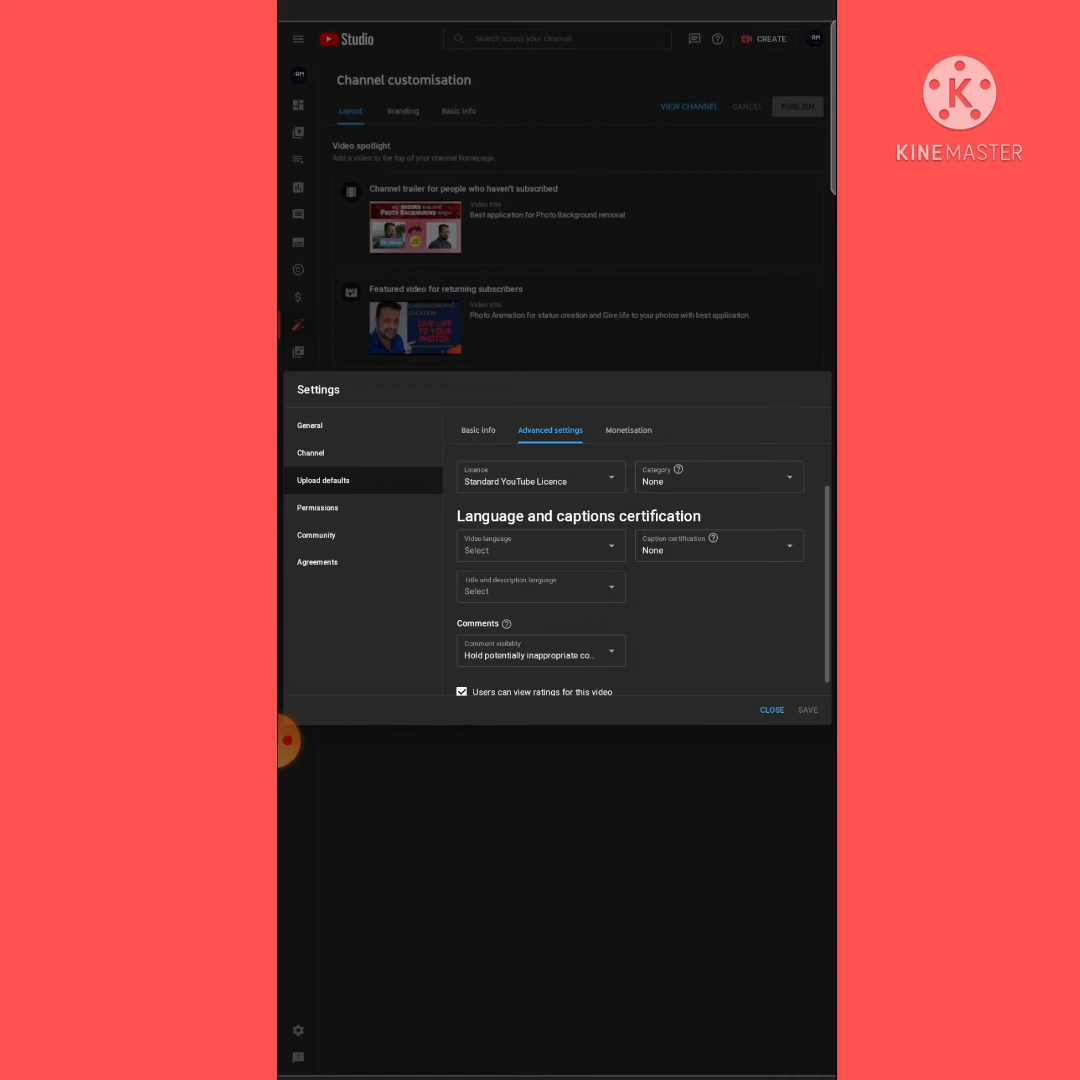 Studio
Search across your channel
CREATE
RM
RM
Channel customisation
Layout
Branding
Basic info
VIEW CHANNEL
CANCEL
PUBLISH
Video spotlight
Add a video to the top of your channel homepage
Channel trailer for people who haven't subscribed
Video title
Best application for Photo Background removal
SECOND
PHOTO BACKGROUND
Featured video for returning subscribers
Video title
Photo Animation for status creation and Give life to your photos with best application
CREATION
GIVE LIFE
TO YOUR
PHOTOS
Settings
General
Channel
Upload defaults
Permissions
Community
Agreements
Basic info
Advanced settings
Monetisation
Licence
Standard YouTube Licence
Category
None
Language and captions certification
Video language
Select
Caption certification
None
Title and description language
Select
Comments
Comment visibility
Hold potentially inappropriate co...
Users can view ratings for this video
CLOSE
SAVE
K
KINEMASTER